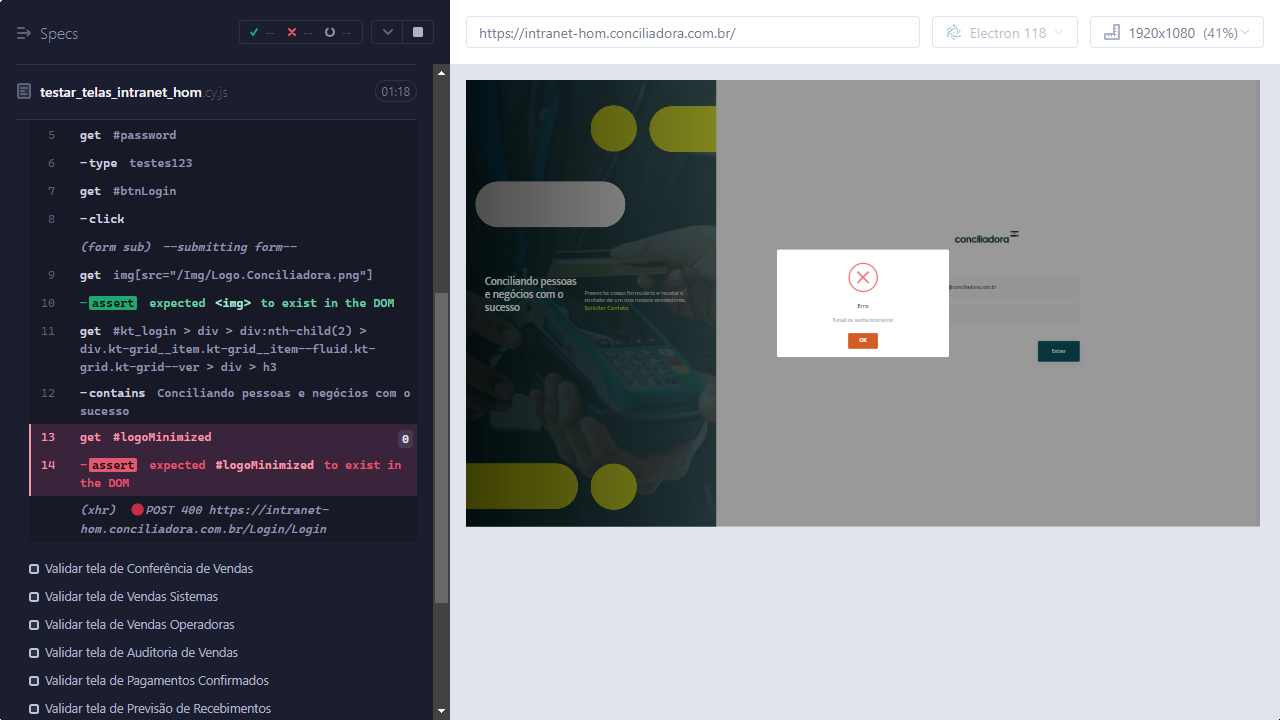 Specs
--
--
--
testar_telas_intranet_hom.cy.js
01:18
5 get #password
6 -type testes123
7 get #btnLogin
8 -click
(form sub) --submitting form--
9 get img[src="/Img/Logo.Conciliadora.png"]
10 -assert expected <img> to exist in the DOM
11 get #kt_login > div > div:nth-child(2) >
div.kt-grid__item.kt-grid__item--fluid.kt-
grid.kt-grid--ver > div > h3
12 -contains Conciliando pessoas e negócios com o
sucesso
13 get #logoMinimized 0
14 -assert expected #logoMinimized to exist in
the DOM
(xhr) POST 400 https://intranet-
hom.conciliadora.com.br/Login/Login
Validar tela de Conferência de Vendas
Validar tela de Vendas Sistemas
Validar tela de Vendas Operadoras
Validar tela de Auditoria de Vendas
Validar tela de Pagamentos Confirmados
Validar tela de Previsão de Recebimentos
https://intranet-hom.conciliadora.com.br/
Electron 118
1920x1080 (41%)
Conciliando pessoas
e negócios com o
sucesso
Preencha nosso formulário e receba o
contato de um dos nossos vendedores.
Solicitar Contato
conciliadora
@conciliadora.com.br
Erro
E-mail ou senha incorretos!
OK
Entrar